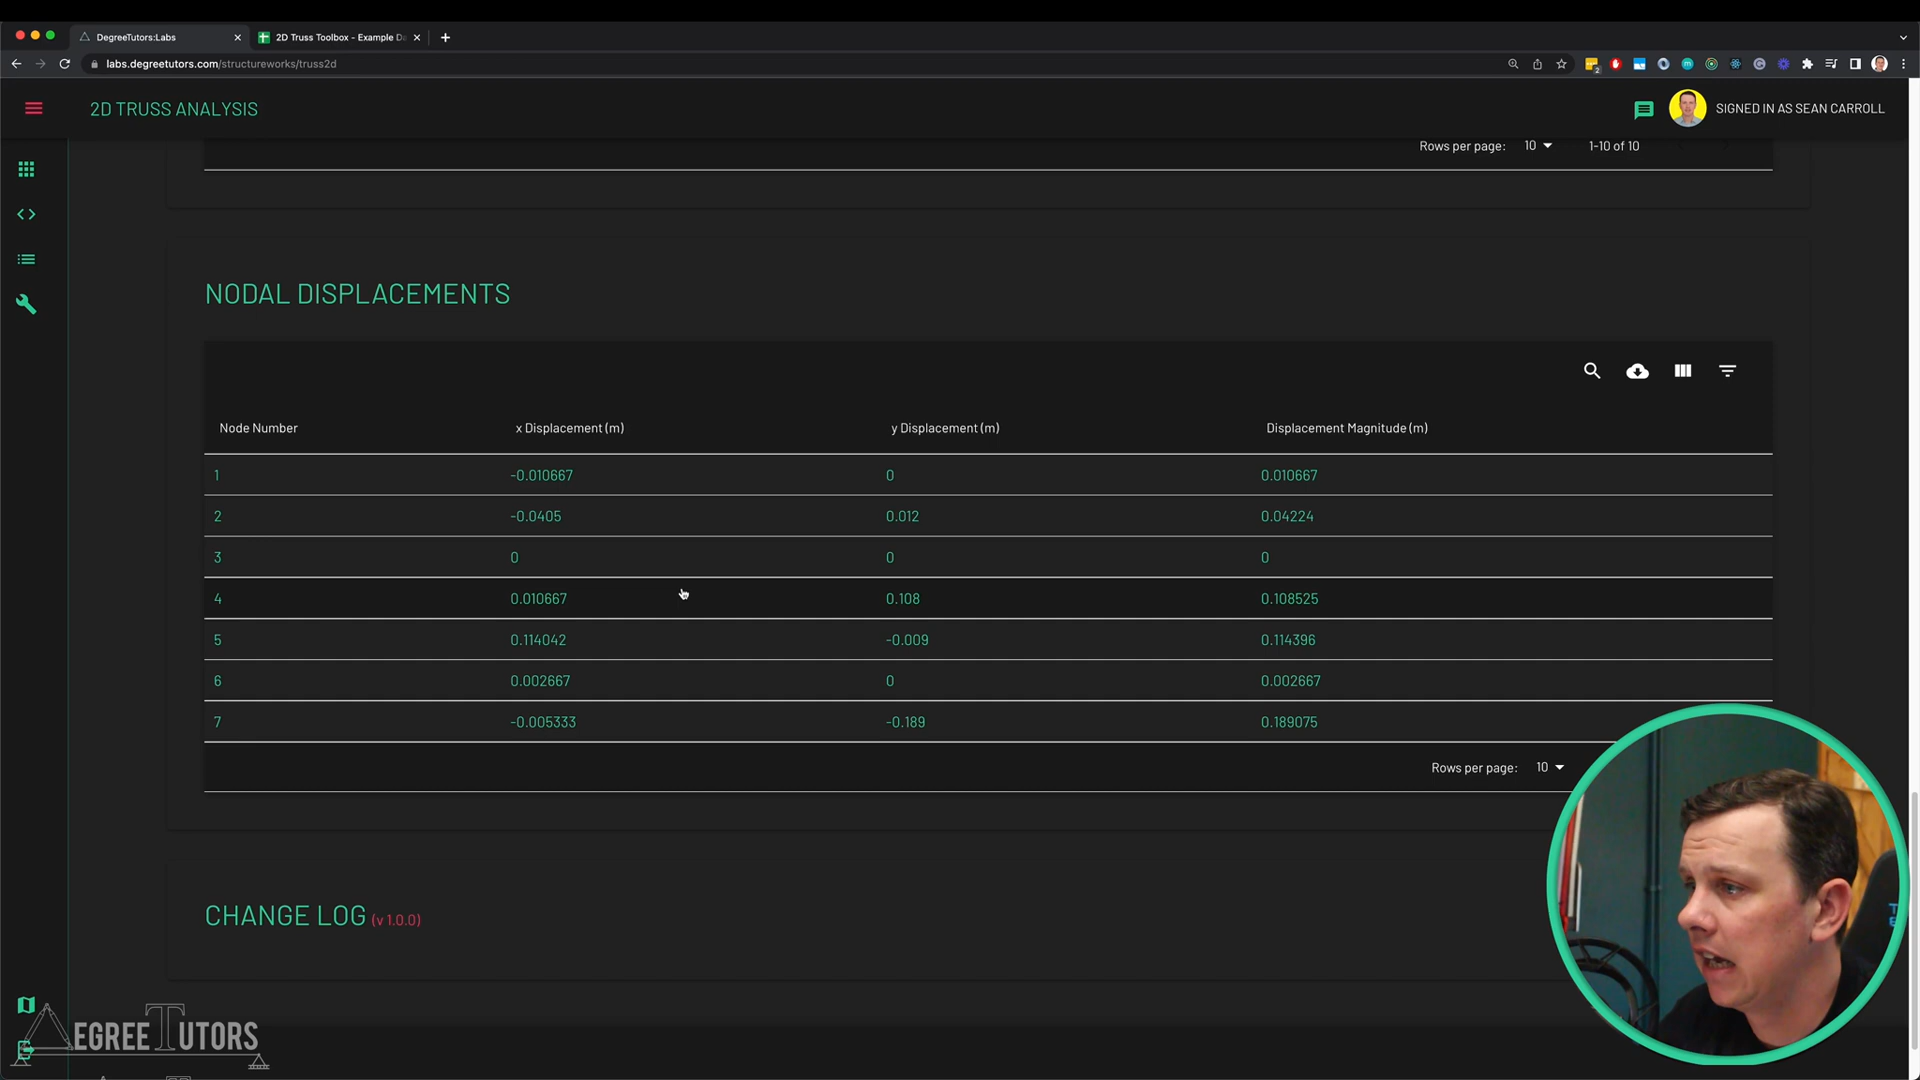 DegreeTutors:Labs
2D Truss Toolbox - Example Da
labs.degreetutors.com/structureworks/truss2d
2
2D TRUSS ANALYSIS
SIGNED IN AS SEAN CARROLL
Rows per page: 10 1-10 of 10
NODAL DISPLACEMENTS
Node Number x Displacement (m) y Displacement (m) Displacement Magnitude (m)
1 -0.010667 0 0.010667
2 -0.0405 0.012 0.04224
3 0 0 0
4 0.010667 0.108 0.108525
5 0.114042 -0.009 0.114396
6 0.002667 0 0.002667
7 -0.005333 -0.189 0.189075
Rows per page: 10
CHANGE LOG (v 1.0.0)
DEGREETUTORS